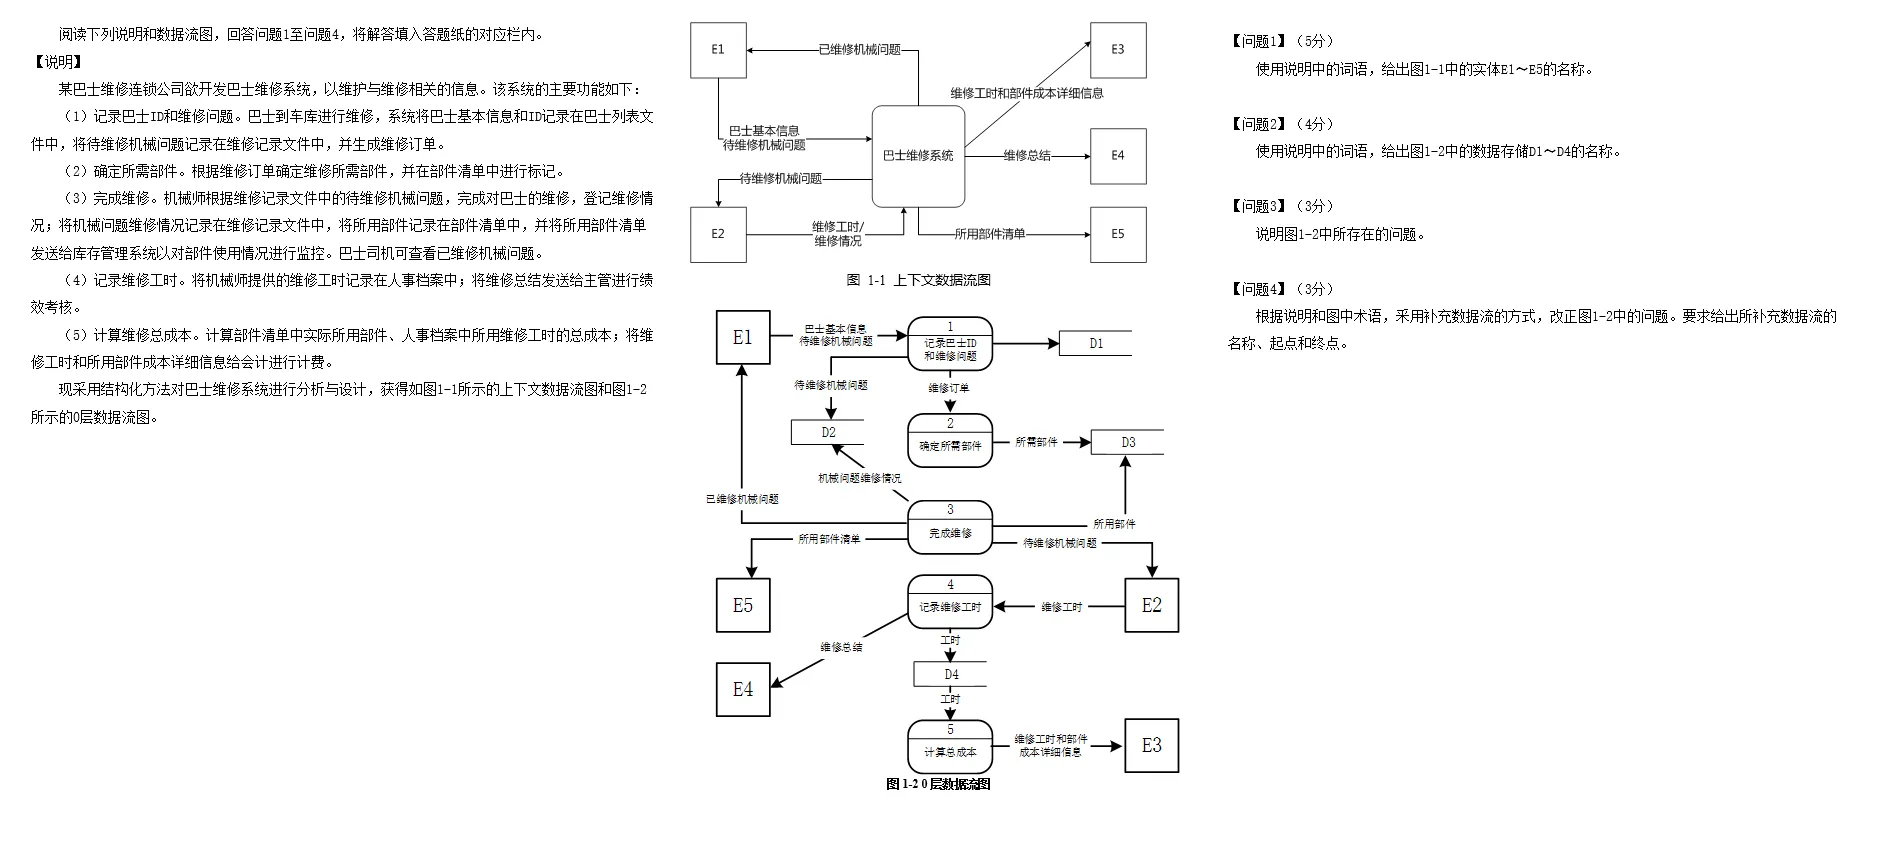 阅读下列说明和数据流图，回答问题1至问题4，将解答填入答题纸的对应栏内。
【说明】
某巴士维修连锁公司欲开发巴士维修系统，以维护与维修相关的信息。该系统的主要功能如下：
（1）记录巴士ID和维修问题。巴士到车库进行维修，系统将巴士基本信息和ID记录在巴士列表文
件中，将待维修机械问题记录在维修记录文件中，并生成维修订单。
（2）确定所需部件。根据维修订单确定维修所需部件，并在部件清单中进行标记。
（3）完成维修。机械师根据维修记录文件中的待维修机械问题，完成对巴士的维修，登记维修情
况；将机械问题维修情况记录在维修记录文件中，将所用部件记录在部件清单中，并将所用部件清单
发送给库存管理系统以对部件使用情况进行监控。巴士司机可查看已维修机械问题。
（4）记录维修工时。将机械师提供的维修工时记录在人事档案中；将维修总结发送给主管进行绩
效考核。
（5）计算维修总成本。计算部件清单中实际所用部件、人事档案中所用维修工时的总成本；将维
修工时和所用部件成本详细信息给会计进行计费。
现采用结构化方法对巴士维修系统进行分析与设计，获得如图1-1所示的上下文数据流图和图1-2
所示的0层数据流图。
E1
已维修机械问题
E3
维修工时和部件成本详细信息
巴士基本信息
待维修机械问题
巴士维修系统
维修总结
E4
待维修机械问题
E2
维修工时/
维修情况
所用部件清单
E5
图 1-1 上下文数据流图
E1
巴士基本信息
待维修机械问题
1
记录巴士ID
和维修问题
D1
待维修机械问题
维修订单
D2
2
确定所需部件
所需部件
D3
机械问题维修情况
已维修机械问题
3
完成维修
所用部件
所用部件清单
待维修机械问题
E5
4
记录维修工时
维修工时
E2
维修总结
工时
E4
D4
工时
5
计算总成本
维修工时和部件
成本详细信息
E3
图 1-2 0 层数据流图
【问题1】（5分）
使用说明中的词语，给出图1-1中的实体E1～E5的名称。
【问题2】（4分）
使用说明中的词语，给出图1-2中的数据存储D1～D4的名称。
【问题3】（3分）
说明图1-2中所存在的问题。
【问题4】（3分）
根据说明和图中术语，采用补充数据流的方式，改正图1-2中的问题。要求给出所补充数据流的
名称、起点和终点。